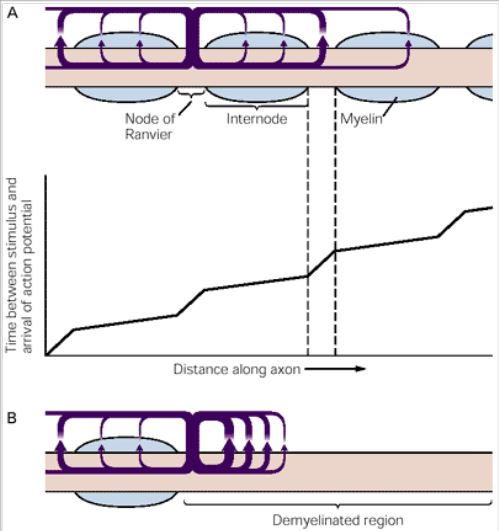 A
Node of
Ranvier
Internode
Myelin
Time between stimulus and
arrival of action potential
Distance along axon
B
Demyelinated region